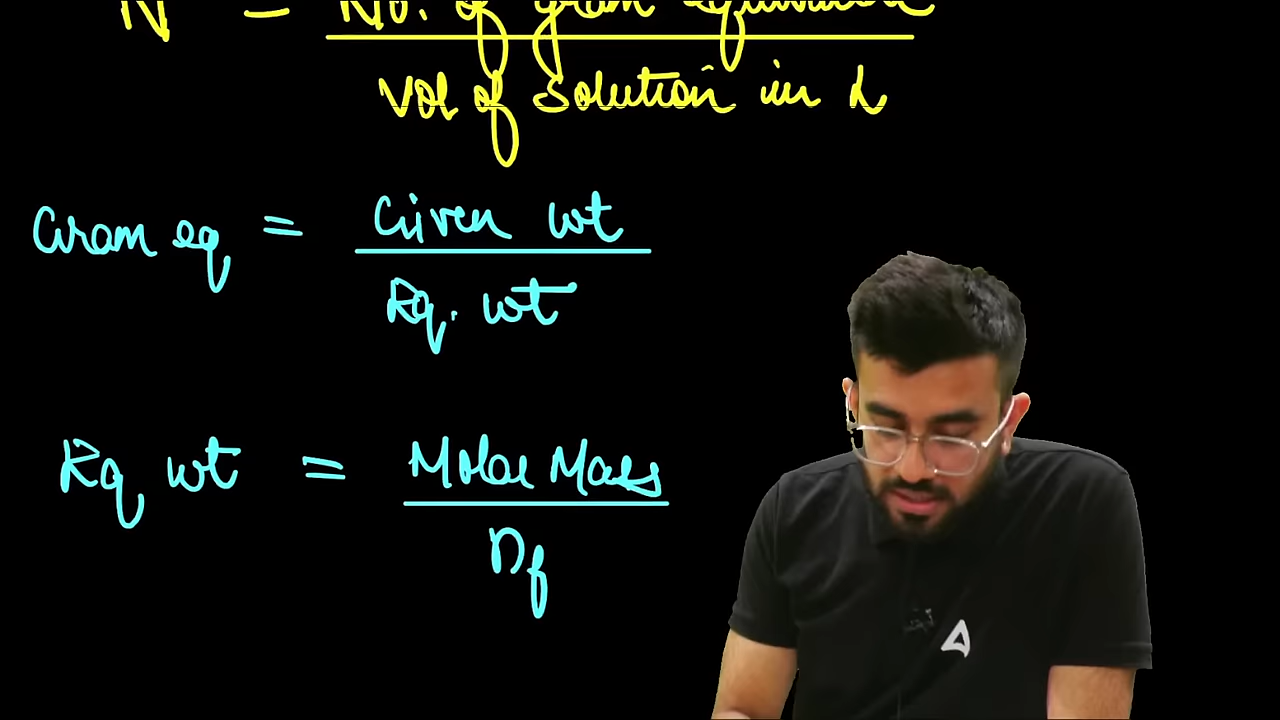 N = No. of gram equivalent
Vol of solution in L
Gram eq = Given wt
Eq. wt
Eq wt = Molar Mass
nf